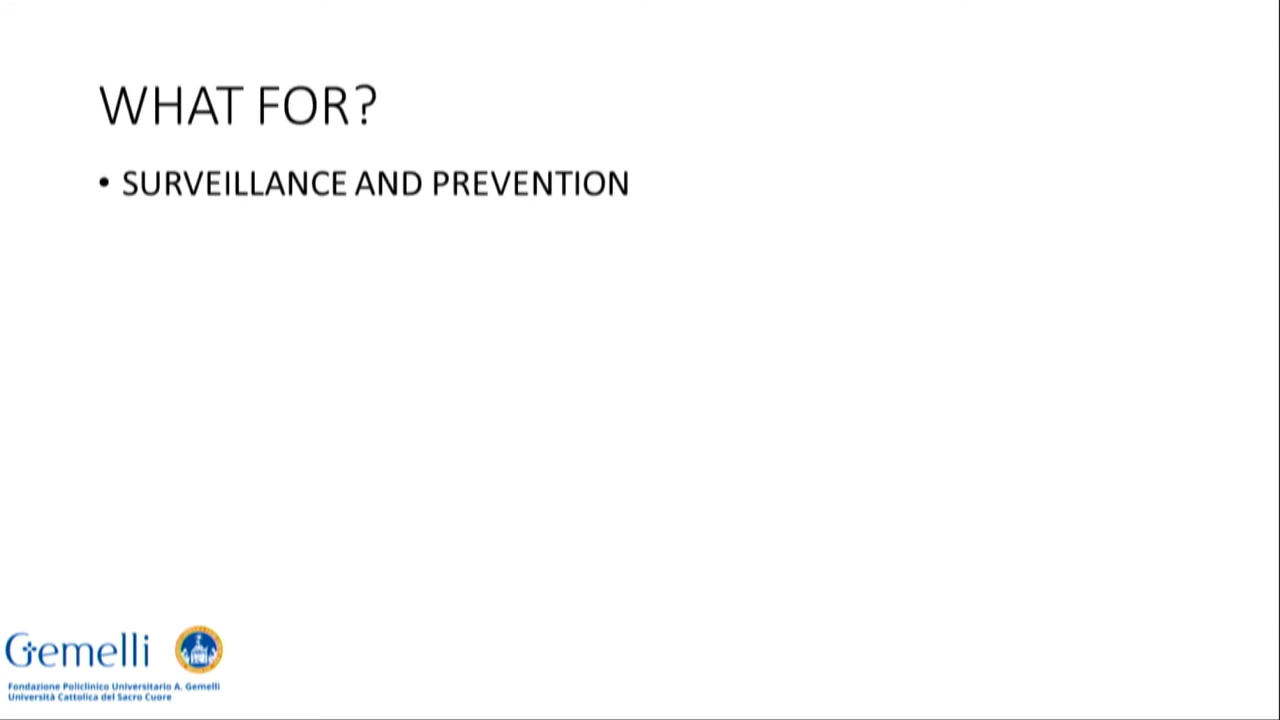 WHAT FOR?
• SURVEILLANCE AND PREVENTION
Gemelli
Fondazione Policlinico Universitario A. Gemelli
Università Cattolica del Sacro Cuore